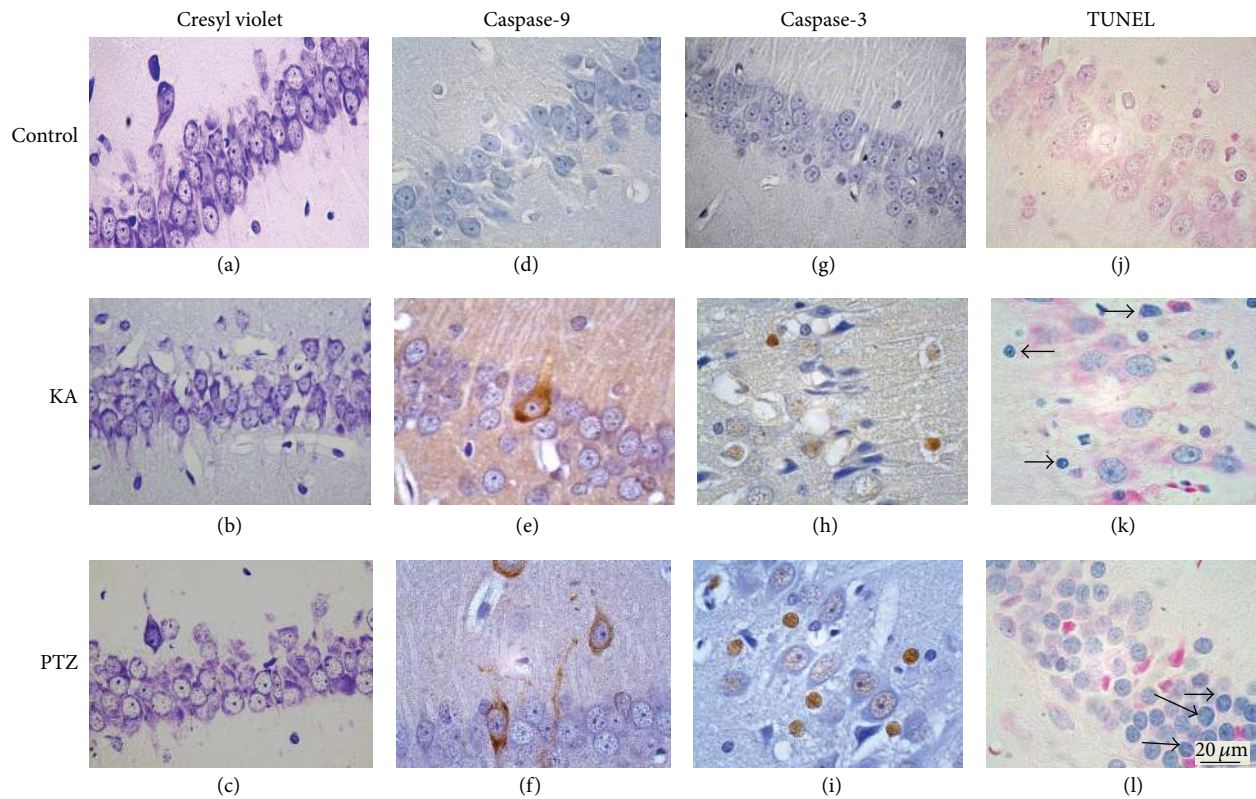 Cresyl violet Caspase-9 Caspase-3 TUNEL
Control
(a) (d) (g) (j)
KA
(b) (e) (h) (k)
PTZ
20 μm
(c) (f) (i) (l)